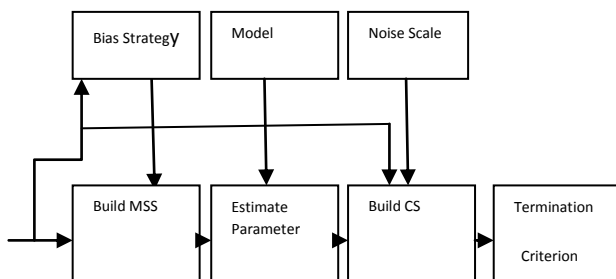 Bias Strategy
Model
Noise Scale
Build MSS
Estimate
Parameter
Build CS
Termination
Criterion